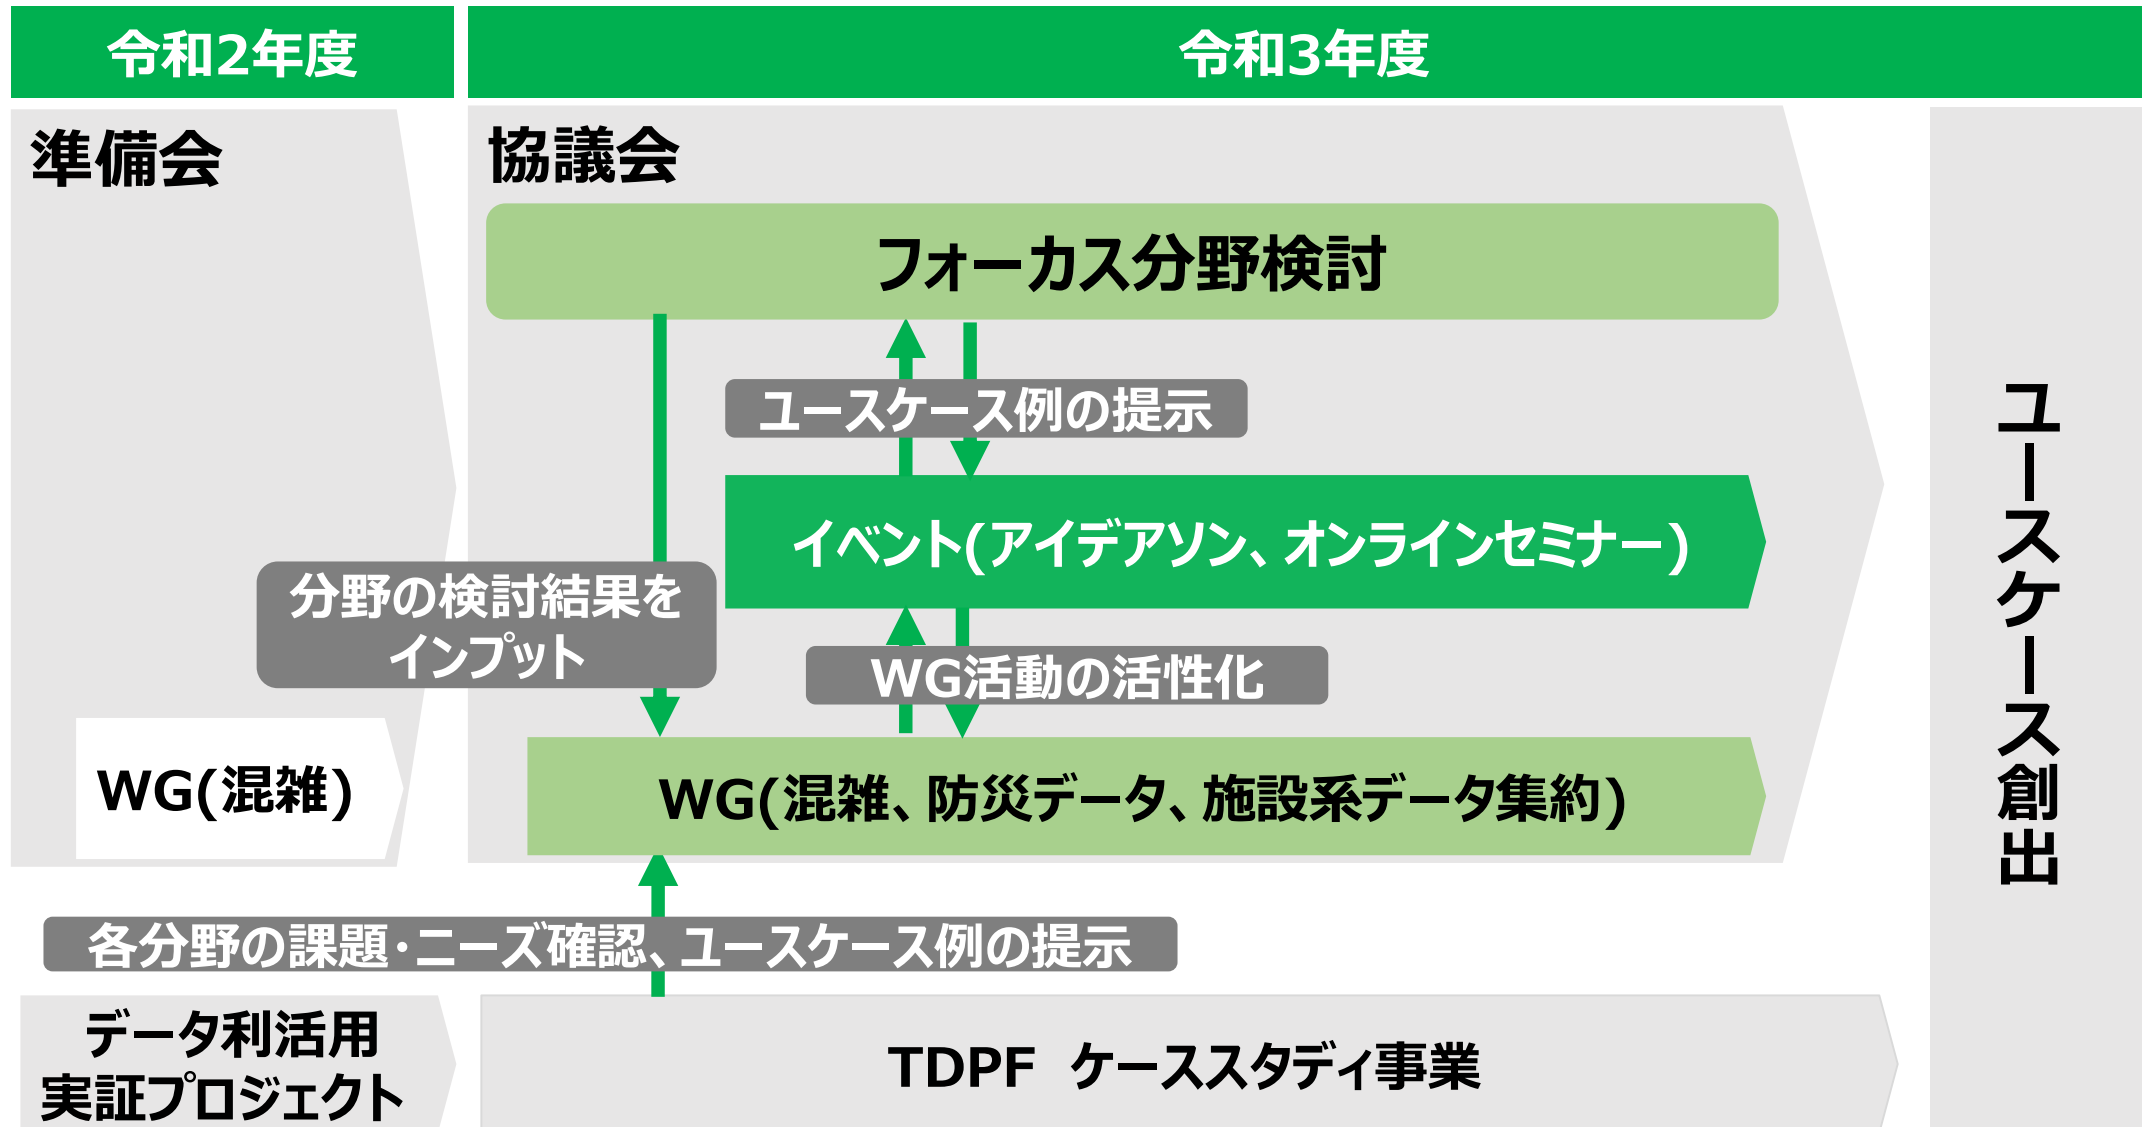 令和2年度
令和3年度
準備会
協議会
フォーカス分野検討
ユースケース例の提示
イベント(アイデアソン、オンラインセミナー)
分野の検討結果を
インプット
WG活動の活性化
WG(混雑)
WG(混雑、防災データ、施設系データ集約)
各分野の課題・ニーズ確認、ユースケース例の提示
データ利活用
実証プロジェクト
TDPF ケーススタディ事業
ユースケース創出